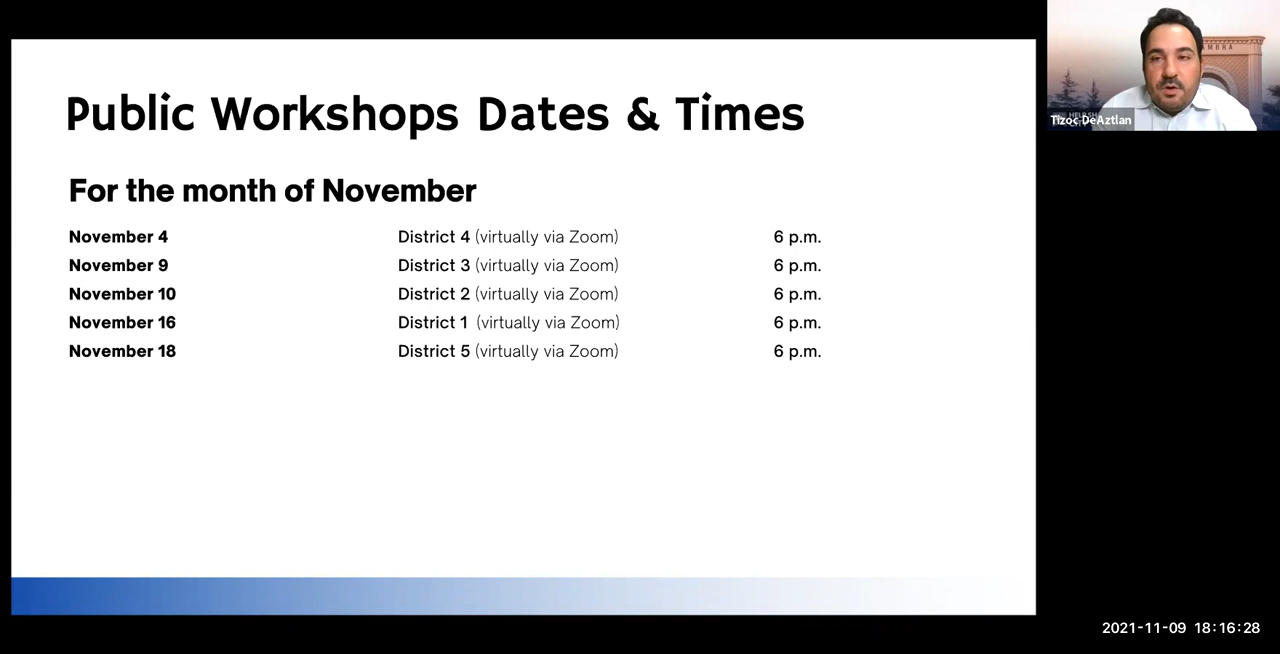 Public Workshops Dates & Times
For the month of November
November 4 District 4 (virtually via Zoom) 6 p.m.
November 9 District 3 (virtually via Zoom) 6 p.m.
November 10 District 2 (virtually via Zoom) 6 p.m.
November 16 District 1 (virtually via Zoom) 6 p.m.
November 18 District 5 (virtually via Zoom) 6 p.m.
AMBRA
Tizoc DeAztlan
2021-11-09 18:16:28